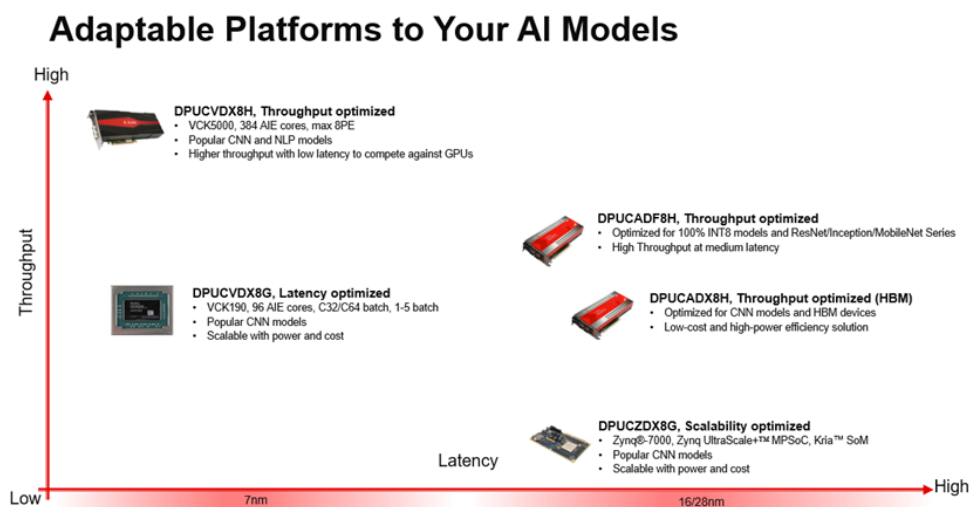 Adaptable Platforms to Your AI Models
High
DPUCVDX8H, Throughput optimized
• VCK5000, 384 AIE cores, max 8PE
• Popular CNN and NLP models
• Higher throughput with low latency to compete against GPUs
DPUCADF8H, Throughput optimized
• Optimized for 100% INT8 models and ResNet/Inception/MobileNet Series
• High Throughput at medium latency
Throughput
DPUCVDX8G, Latency optimized
• VCK190, 96 AIE cores, C32/C64 batch, 1-5 batch
• Popular CNN models
• Scalable with power and cost
DPUCADX8H, Throughput optimized (HBM)
• Optimized for CNN models and HBM devices
• Low-cost and high-power efficiency solution
DPUCZDX8G, Scalability optimized
• Zynq®-7000, Zynq UltraScale+™ MPSoC, Kria™ SoM
• Popular CNN models
• Scalable with power and cost
Latency
Low
7nm
16/28nm
High